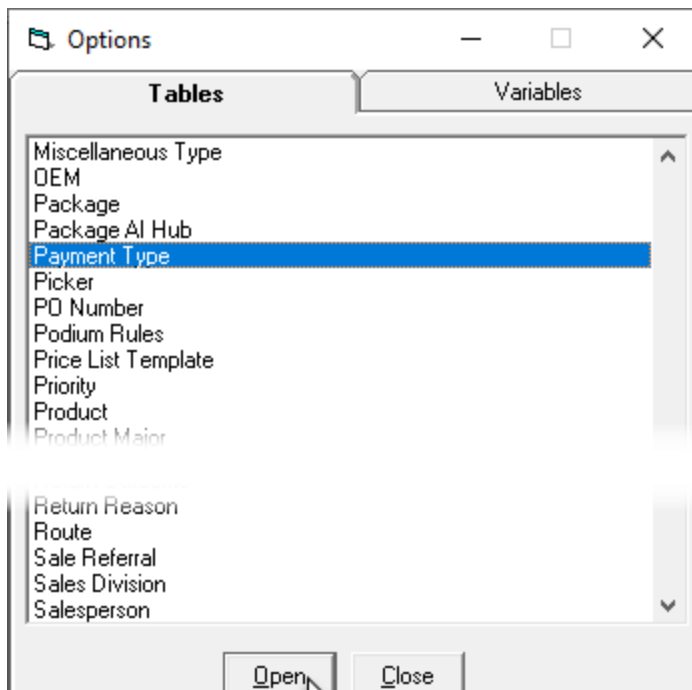 Options
Tables
Variables
Miscellaneous Type
OEM
Package
Package AI Hub
Payment Type
Picker
PO Number
Podium Rules
Price List Template
Priority
Product
Product Major
Return Reason
Route
Sale Referral
Sales Division
Salesperson
Open
Close